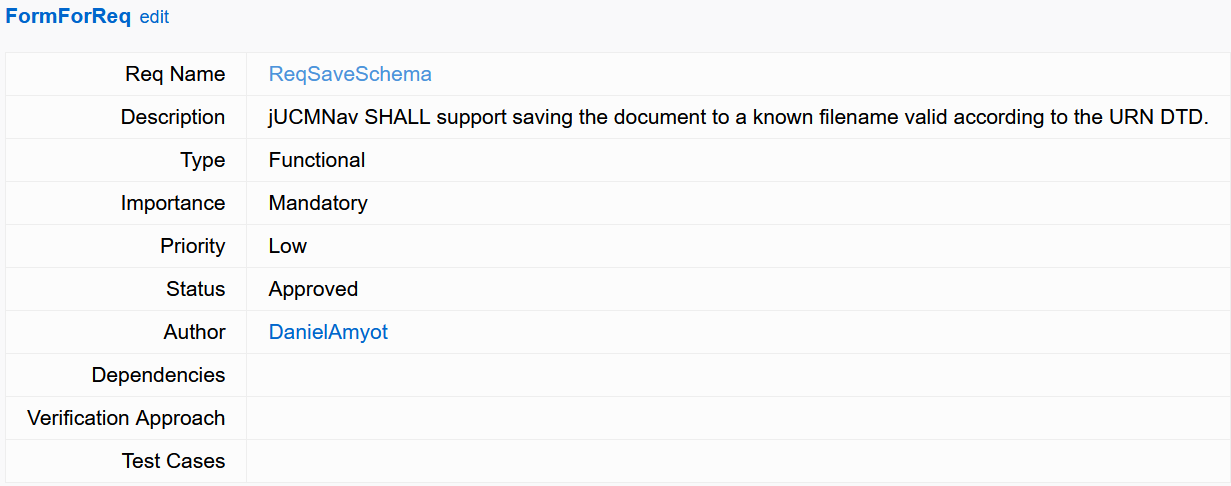 FormForReq edit
Req Name ReqSaveSchema
Description jUCMNav SHALL support saving the document to a known filename valid according to the URN DTD.
Type Functional
Importance Mandatory
Priority Low
Status Approved
Author DanielAmyot
Dependencies
Verification Approach
Test Cases